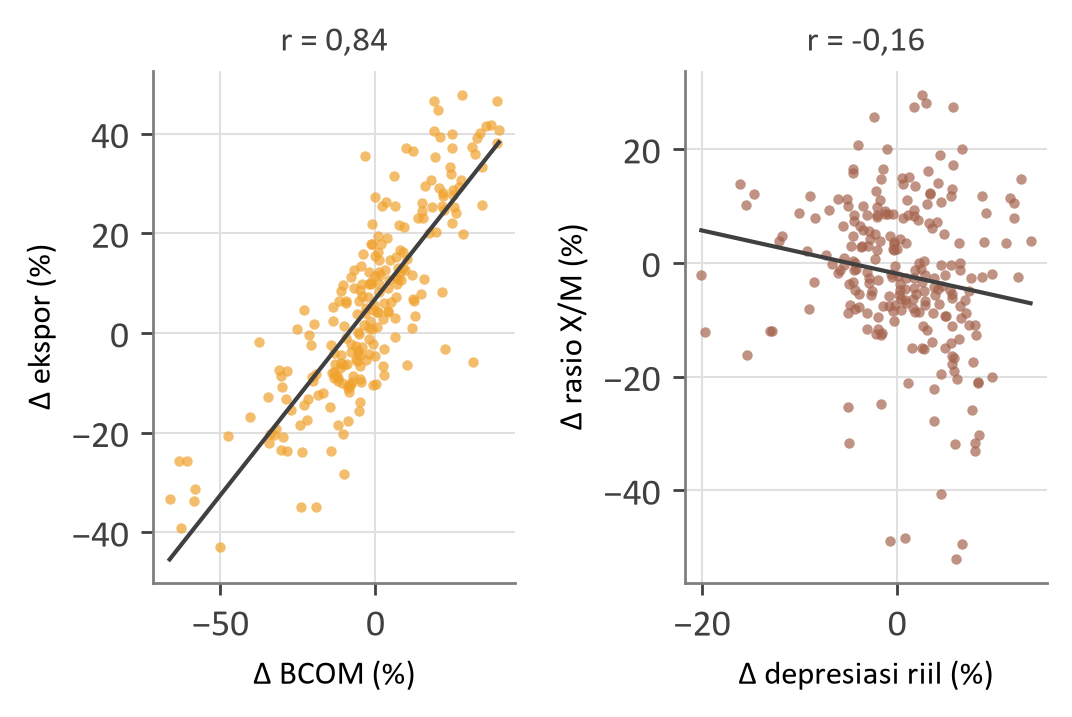 r = 0,84
Δ ekspor (%)
40
20
0
−20
−40
−50
0
Δ BCOM (%)
r = -0,16
Δ rasio X/M (%)
20
0
−20
−40
−20
0
Δ depresiasi riil (%)